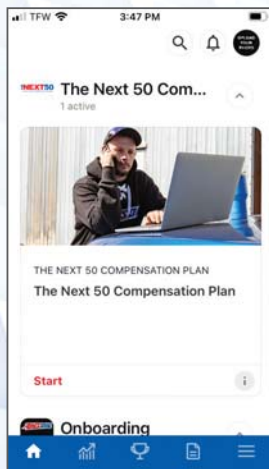 TFW 3:47 PM
NEXT50 The Next 50 Com...
1 active
THE NEXT 50 COMPENSATION PLAN
The Next 50 Compensation Plan
Start
Onboarding